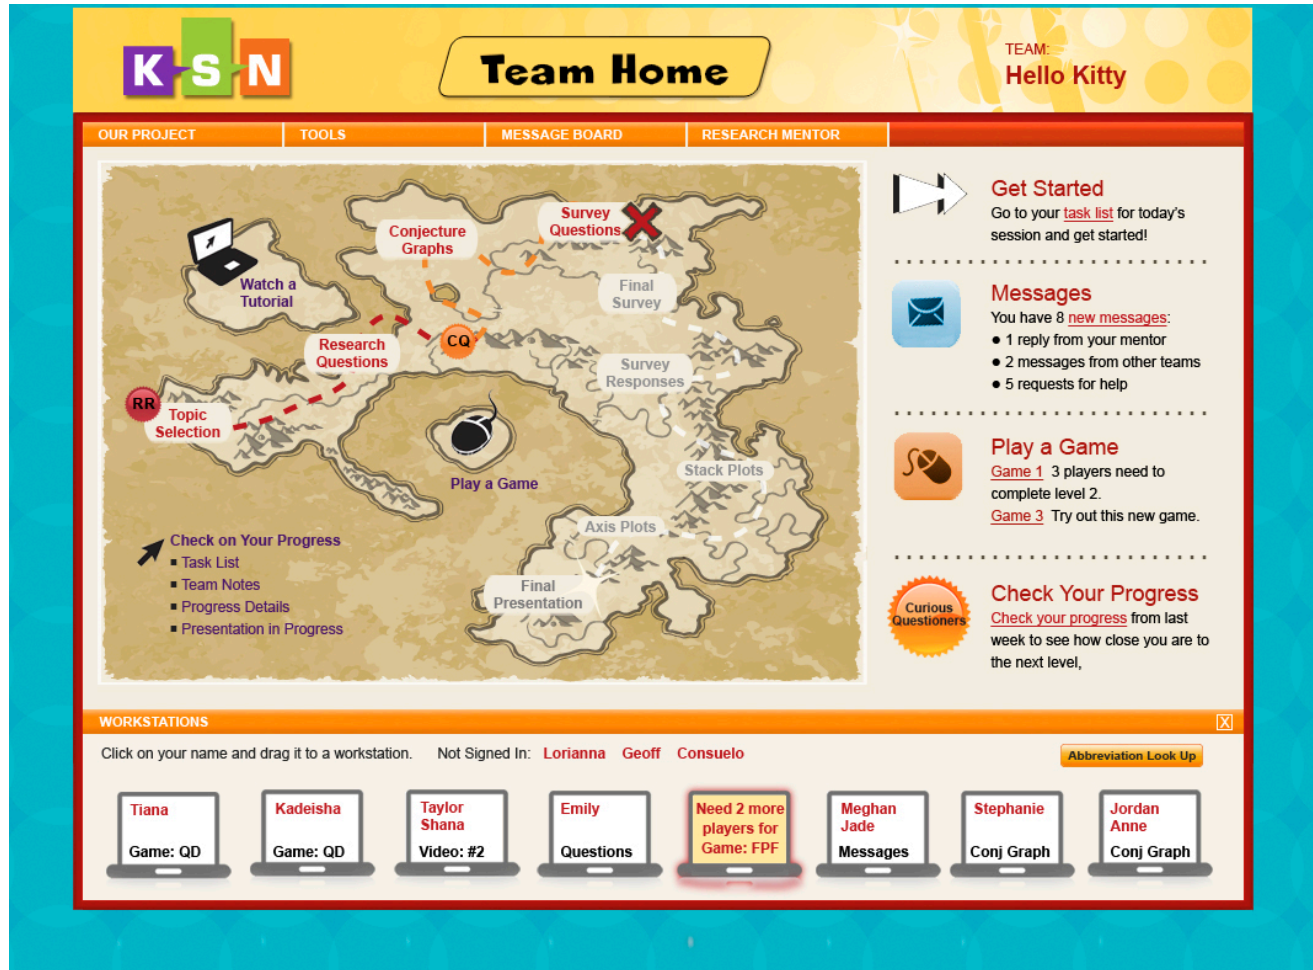 KSN
Team Home
TEAM:
Hello Kitty
OUR PROJECT
TOOLS
MESSAGE BOARD
RESEARCH MENTOR
Watch a
Tutorial
Conjecture
Graphs
Survey
Questions
Final
Survey
Research
Questions
CQ
Survey
Responses
RR
Topic
Selection
Play a Game
Stack Plots
Axis Plots
Final
Presentation
Check on Your Progress
Task List
Team Notes
Progress Details
Presentation in Progress
Get Started
Go to your task list for today's
session and get started!
Messages
You have 8 new messages:
● 1 reply from your mentor
● 2 messages from other teams
● 5 requests for help
Play a Game
Game 1 3 players need to
complete level 2.
Game 3 Try out this new game.
Curious
Questioners
Check Your Progress
Check your progress from last
week to see how close you are to
the next level,
WORKSTATIONS
X
Click on your name and drag it to a workstation. Not Signed In: Lorianna Geoff Consuelo
Abbreviation Look Up
Tiana
Game: QD
Kadeisha
Game: QD
Taylor
Shana
Video: #2
Emily
Questions
Need 2 more
players for
Game: FPF
Meghan
Jade
Messages
Stephanie
Conj Graph
Jordan
Anne
Conj Graph